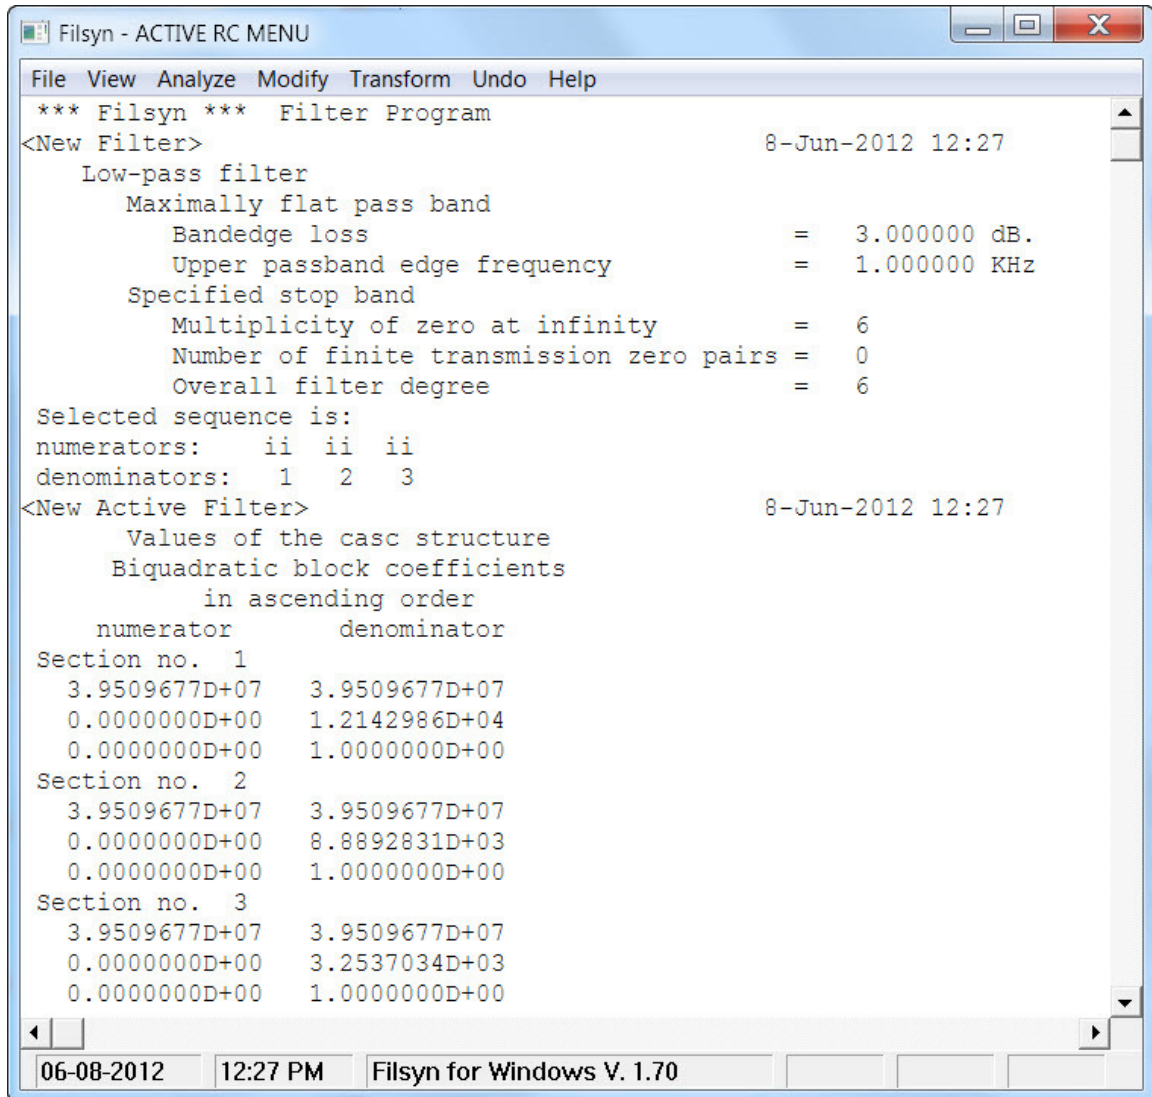 Filsyn - ACTIVE RC MENU
File View Analyze Modify Transform Undo Help
*** Filsyn *** Filter Program
<New Filter> 8-Jun-2012 12:27
Low-pass filter
Maximally flat pass band
Bandedge loss = 3.000000 dB.
Upper passband edge frequency = 1.000000 KHz
Specified stop band
Multiplicity of zero at infinity = 6
Number of finite transmission zero pairs = 0
Overall filter degree = 6
Selected sequence is:
numerators: ii ii ii
denominators: 1 2 3
<New Active Filter> 8-Jun-2012 12:27
Values of the casc structure
Biquadratic block coefficients
in ascending order
numerator denominator
Section no. 1
3.9509677D+07 3.9509677D+07
0.0000000D+00 1.2142986D+04
0.0000000D+00 1.0000000D+00
Section no. 2
3.9509677D+07 3.9509677D+07
0.0000000D+00 8.8892831D+03
0.0000000D+00 1.0000000D+00
Section no. 3
3.9509677D+07 3.9509677D+07
0.0000000D+00 3.2537034D+03
0.0000000D+00 1.0000000D+00
06-08-2012 12:27 PM Filsyn for Windows V. 1.70